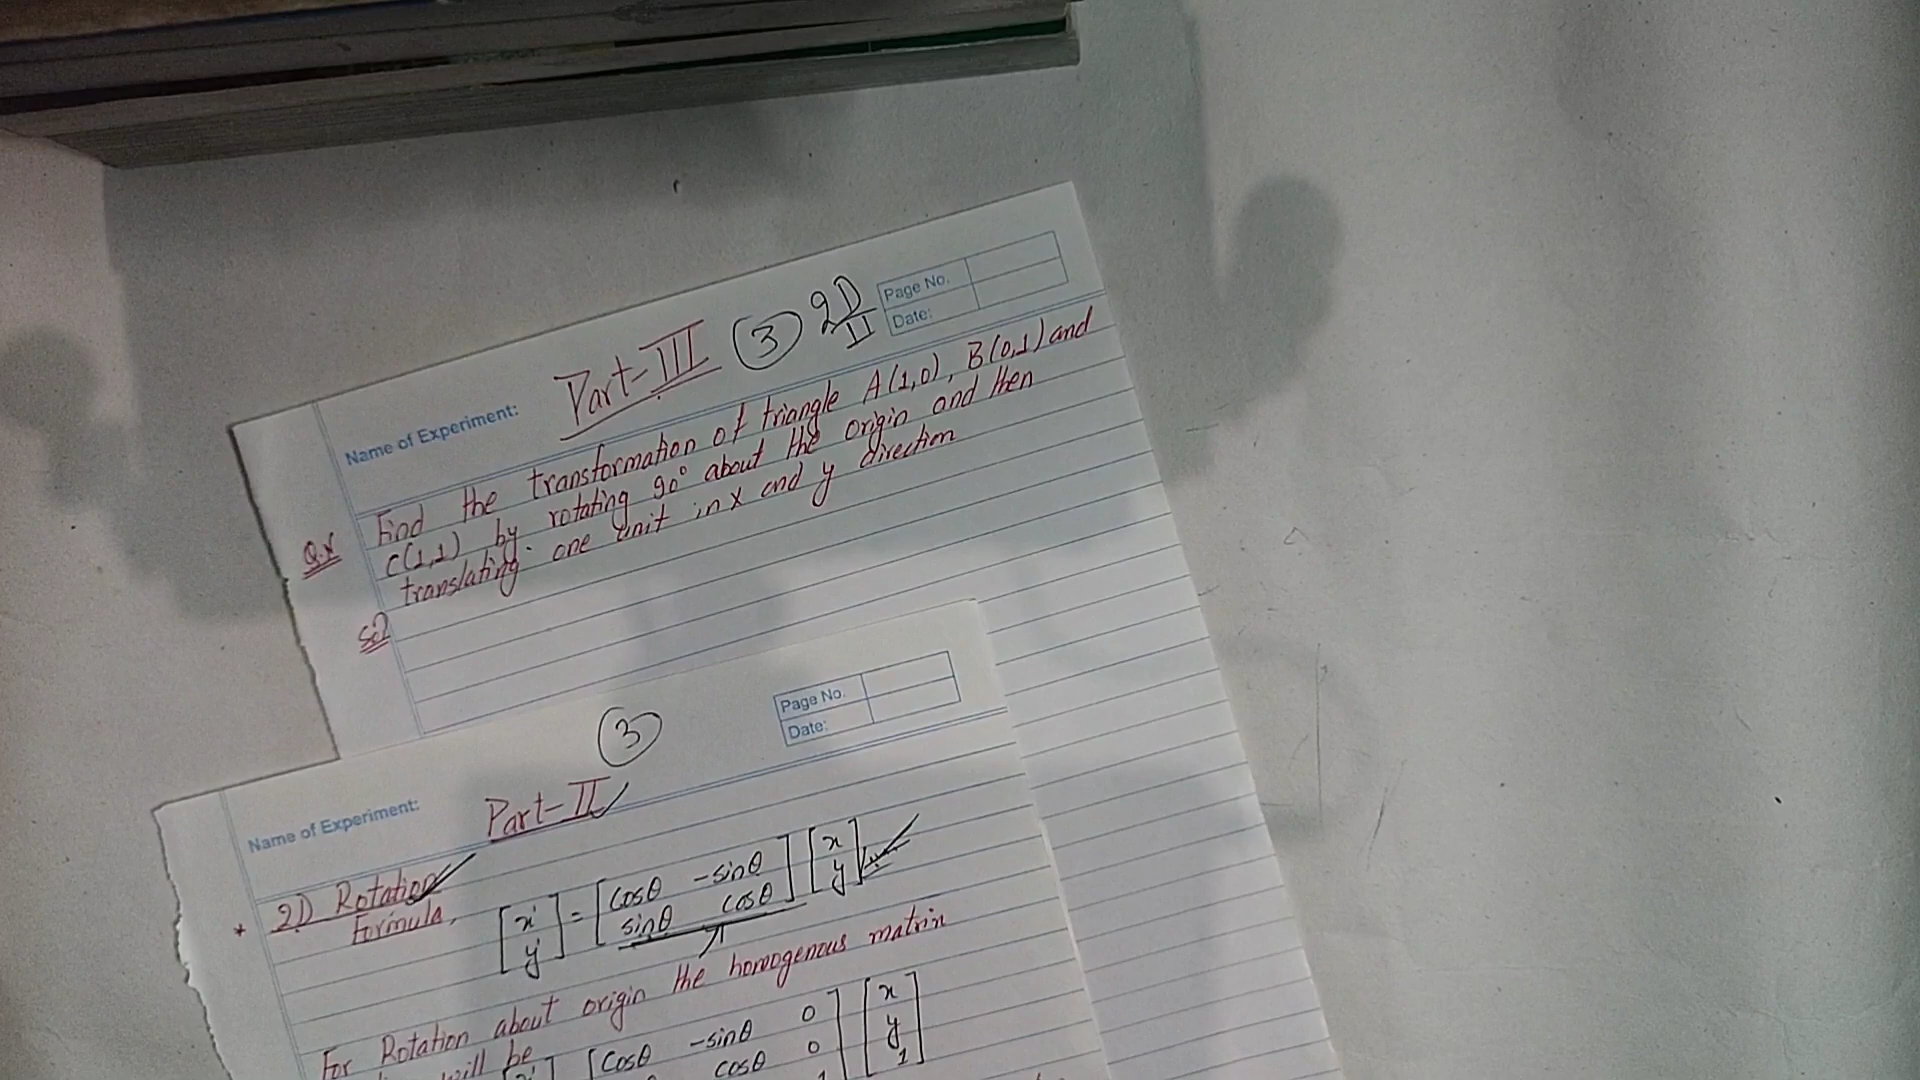 Part-III 3 2D
II
Page No.
Date:
Name of Experiment:
Q.X Find the transformation of triangle A(1,0), B(0,1) and
C(1,1) by rotating 90° about the origin and then
translating one unit in x and y direction
Sol
3
Page No.
Date:
Name of Experiment: Part-II
* 2D Rotation
Formula, [x' y'] = [cosθ -sinθ sinθ cosθ] [x y]
For Rotation about origin the homogenous matrix
will be
[cosθ -sinθ 0 cosθ 0 1] [x y 1]